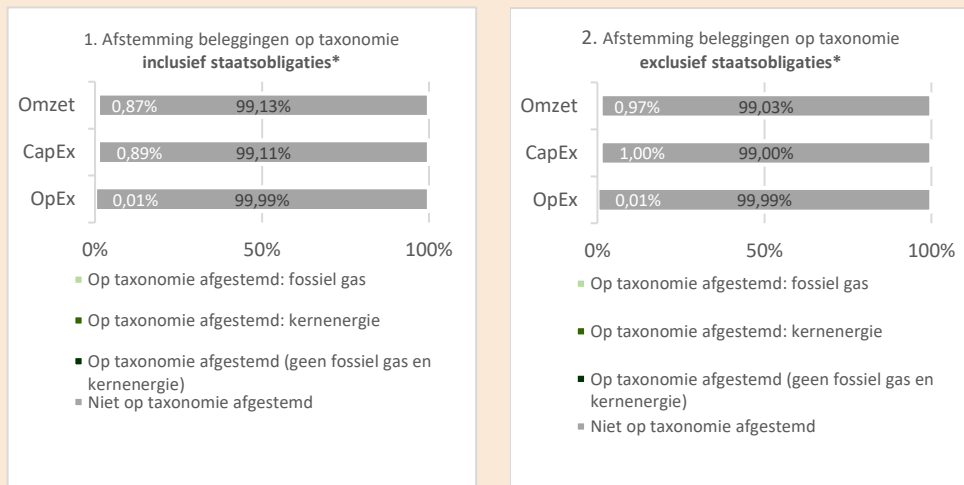 1. Afstemming beleggingen op taxonomie
inclusief staatsobligaties*
Omzet 0,87% 99,13%
CapEx 0,89% 99,11%
OpEx 0,01% 99,99%
0% 50% 100%
Op taxonomie afgestemd: fossiel gas
Op taxonomie afgestemd: kernenergie
Op taxonomie afgestemd (geen fossiel gas en
kernenergie)
Niet op taxonomie afgestemd
2. Afstemming beleggingen op taxonomie
exclusief staatsobligaties*
Omzet 0,97% 99,03%
CapEx 1,00% 99,00%
OpEx 0,01% 99,99%
0% 50% 100%
Op taxonomie afgestemd: fossiel gas
Op taxonomie afgestemd: kernenergie
Op taxonomie afgestemd (geen fossiel gas en
kernenergie)
Niet op taxonomie afgestemd